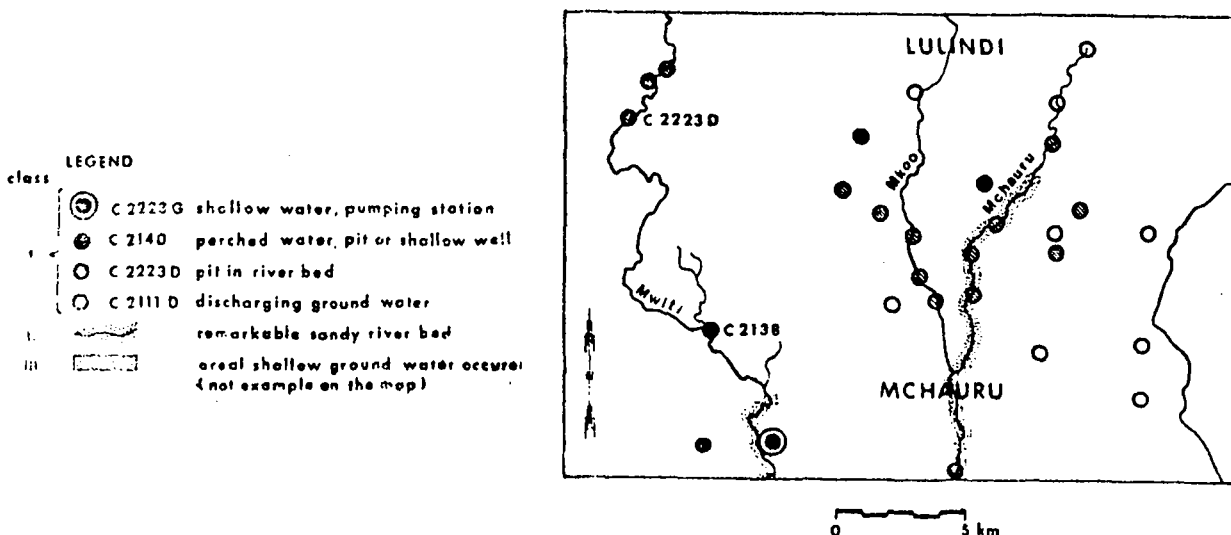 LEGEND
class
C 2223 G shallow water, pumping station
C 2140 perched water, pit or shallow well
C 2223 D pit in river bed
C 2111 D discharging ground water
remarkable sandy river bed
III areal shallow ground water occurei
(not example on the map)
LULINDI
C 2223 D
Mkoo
Mchauru
Mwiti
C 2138
MCHAURU
0 5 km